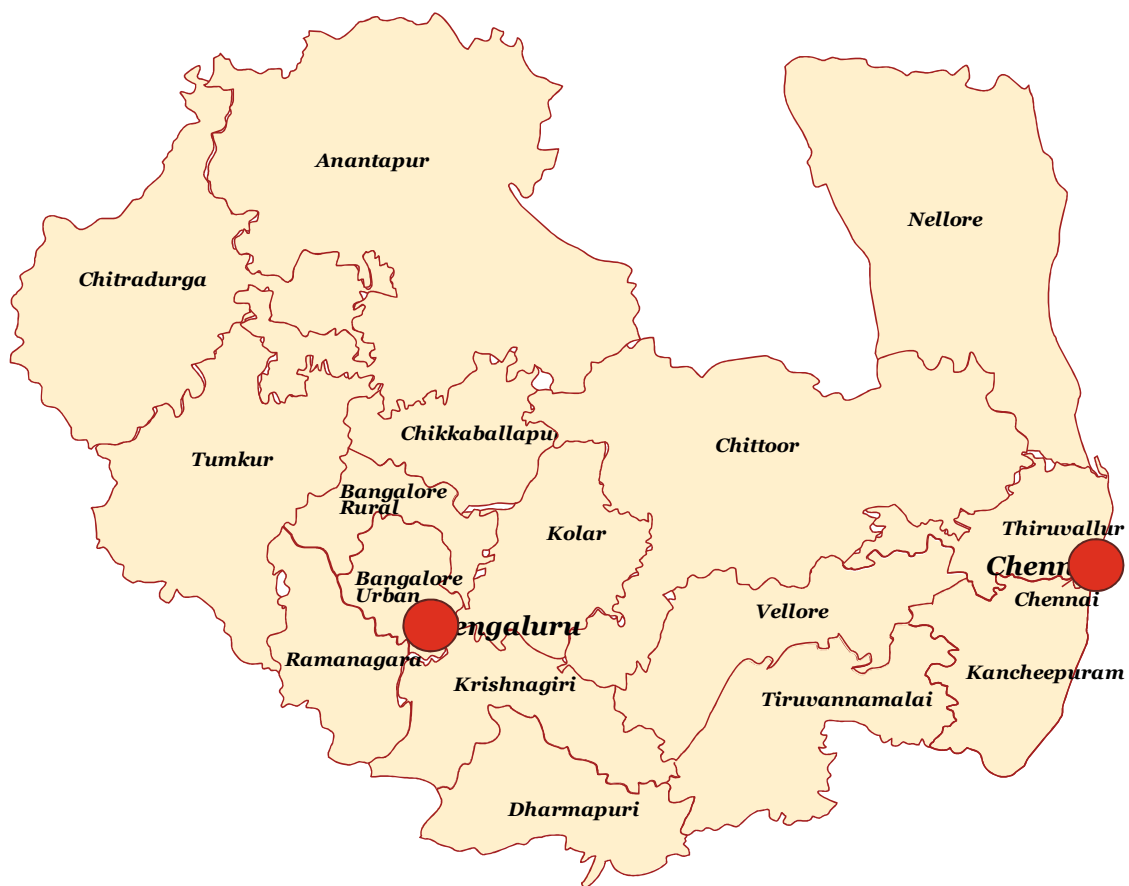 Anantapur
Nellore
Chitradurga
Chikkaballapu
Chittoor
Tumkur
Bangalore
Rural
Kolar
Thiruvallur
Chenn
Bangalore
Urban
Chennai
Vellore
engaluru
Ramanagara
Krishnagiri
Kancheepuram
Tiruvannamalai
Dharmapuri